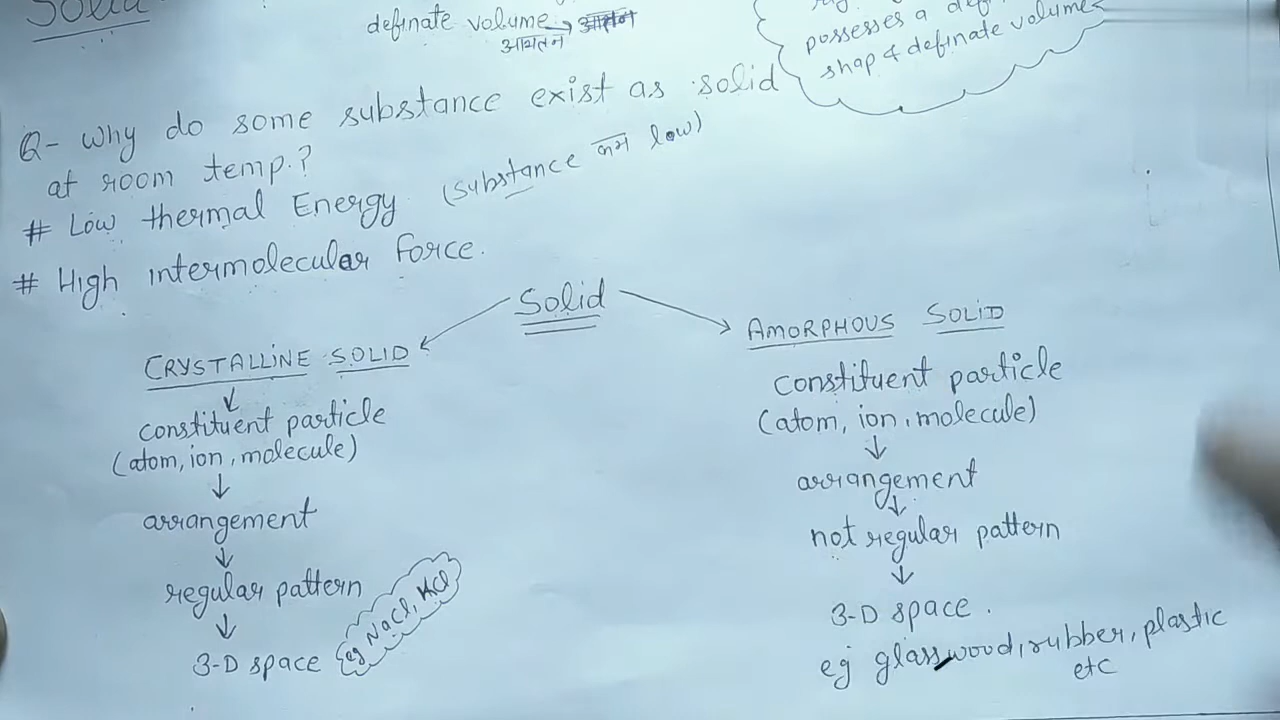 Solid
definate volume → आयतन
आयतन
possesses a
shap & definate volume
Q- Why do some substance exist as solid
at room temp.?
# Low thermal Energy (substance कम low)
# High intermolecular force.
Solid
CRYSTALLINE SOLID
constituent particle
(atom, ion, molecule)
↓
arrangement
↓
regular pattern
↓
3-D space
eg NaCl, KCl
AMORPHOUS SOLID
constituent particle
(atom, ion, molecule)
↓
arrangement
↓
not regular pattern
↓
3-D space.
eg glass wood, rubber, plastic
etc